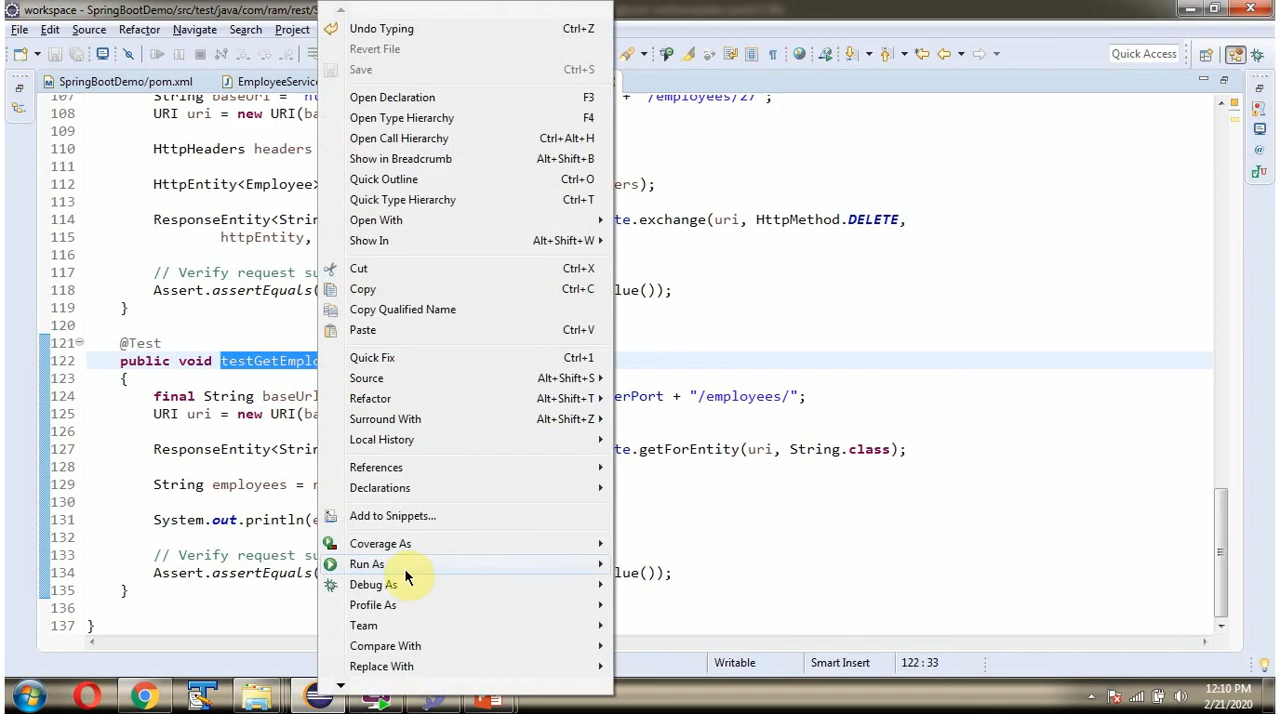 workspace - SpringBootDemo/src/test/java/com/ram/rest/S
File Edit Source Refactor Navigate Search Project
Quick Access
SpringBootDemo/pom.xml EmployeeServic
107 String baseUri = "h + "/employees/27";
108 URI uri = new URI(ba
109
110 HttpHeaders headers
111
112 HttpEntity<Employee> ers);
113
114 ResponseEntity<Strin te.exchange(uri, HttpMethod.DELETE,
115 httpEntity,
116
117 // Verify request su
118 Assert.assertEquals( lue());
119 }
120
121 @Test
122 public void testGetEmplo
123 {
124 final String baseUrl erPort + "/employees/";
125 URI uri = new URI(ba
126
127 ResponseEntity<Strin te.getForEntity(uri, String.class);
128
129 String employees = r
130
131 System.out.println(e
132
133 // Verify request su
134 Assert.assertEquals( lue());
135 }
136
137 }
Undo Typing Ctrl+Z
Revert File
Save Ctrl+S
Open Declaration F3
Open Type Hierarchy F4
Open Call Hierarchy Ctrl+Alt+H
Show in Breadcrumb Alt+Shift+B
Quick Outline Ctrl+O
Quick Type Hierarchy Ctrl+T
Open With
Show In Alt+Shift+W
Cut Ctrl+X
Copy Ctrl+C
Copy Qualified Name
Paste Ctrl+V
Quick Fix Ctrl+1
Source Alt+Shift+S
Refactor Alt+Shift+T
Surround With Alt+Shift+Z
Local History
References
Declarations
Add to Snippets...
Coverage As
Run As
Debug As
Profile As
Team
Compare With
Replace With
Writable Smart Insert 122 : 33
12:10 PM
2/21/2020